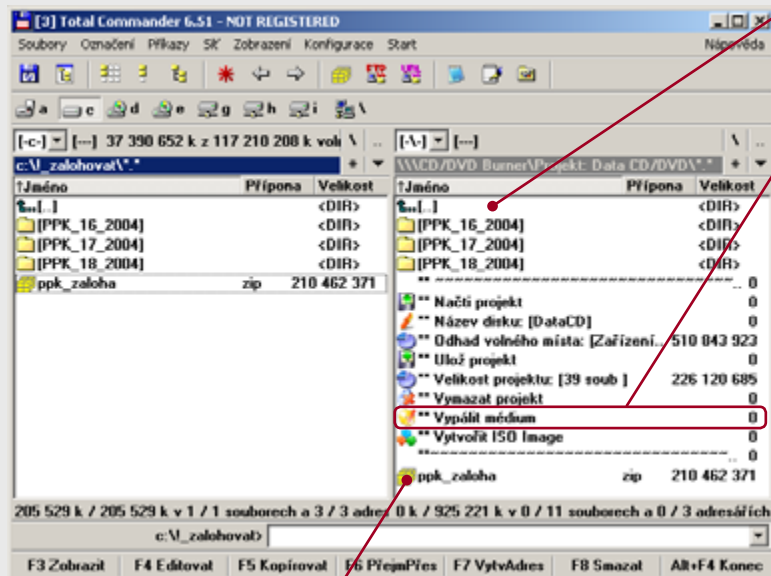 [3] Total Commander 6.51 - NOT REGISTERED
Soubory Označení Příkazy Síť Zobrazení Konfigurace Start Nápověda
a c d e g h i \
[-c-] [---] 37 390 652 k z 117 210 208 k voln \ ..
[-\-] [---] \ ..
c:\!_zalohovat\*.* * ▼
\\\CD/DVD Burner\Projekt: Data CD/DVD\*.* * ▼
↑Jméno Přípona Velikost
[..] <DIR>
[PPK_16_2004] <DIR>
[PPK_17_2004] <DIR>
[PPK_18_2004] <DIR>
ppk_zaloha zip 210 462 371
↑Jméno Přípona Velikost
[..] <DIR>
[PPK_16_2004] <DIR>
[PPK_17_2004] <DIR>
[PPK_18_2004] <DIR>
** ~~~~~~~~~~~~~~~~~~~~~~~~~~~~~~~~~.. 0
** Načti projekt 0
** Název disku: [DataCD] 0
** Odhad volného místa: [Zařízení.. 510 843 923
** Ulož projekt 0
** Velikost projektu: [39 soub ] 226 120 685
** Vymazat projekt 0
** Vypálit médium 0
** Vytvořit ISO Image 0
**~~~~~~~~~~~~~~~~~~~~~~~~~~~~~~~~~.. 0
ppk_zaloha zip 210 462 371
205 529 k / 205 529 k v 1 / 1 souborech a 3 / 3 adres
0 k / 925 221 k v 0 / 11 souborech a 0 / 3 adresářích
c:\!_zalohovat>
F3 Zobrazit F4 Editovat F5 Kopírovat F6 PřejmPřes F7 VytvAdres F8 Smazat Alt+F4 Konec